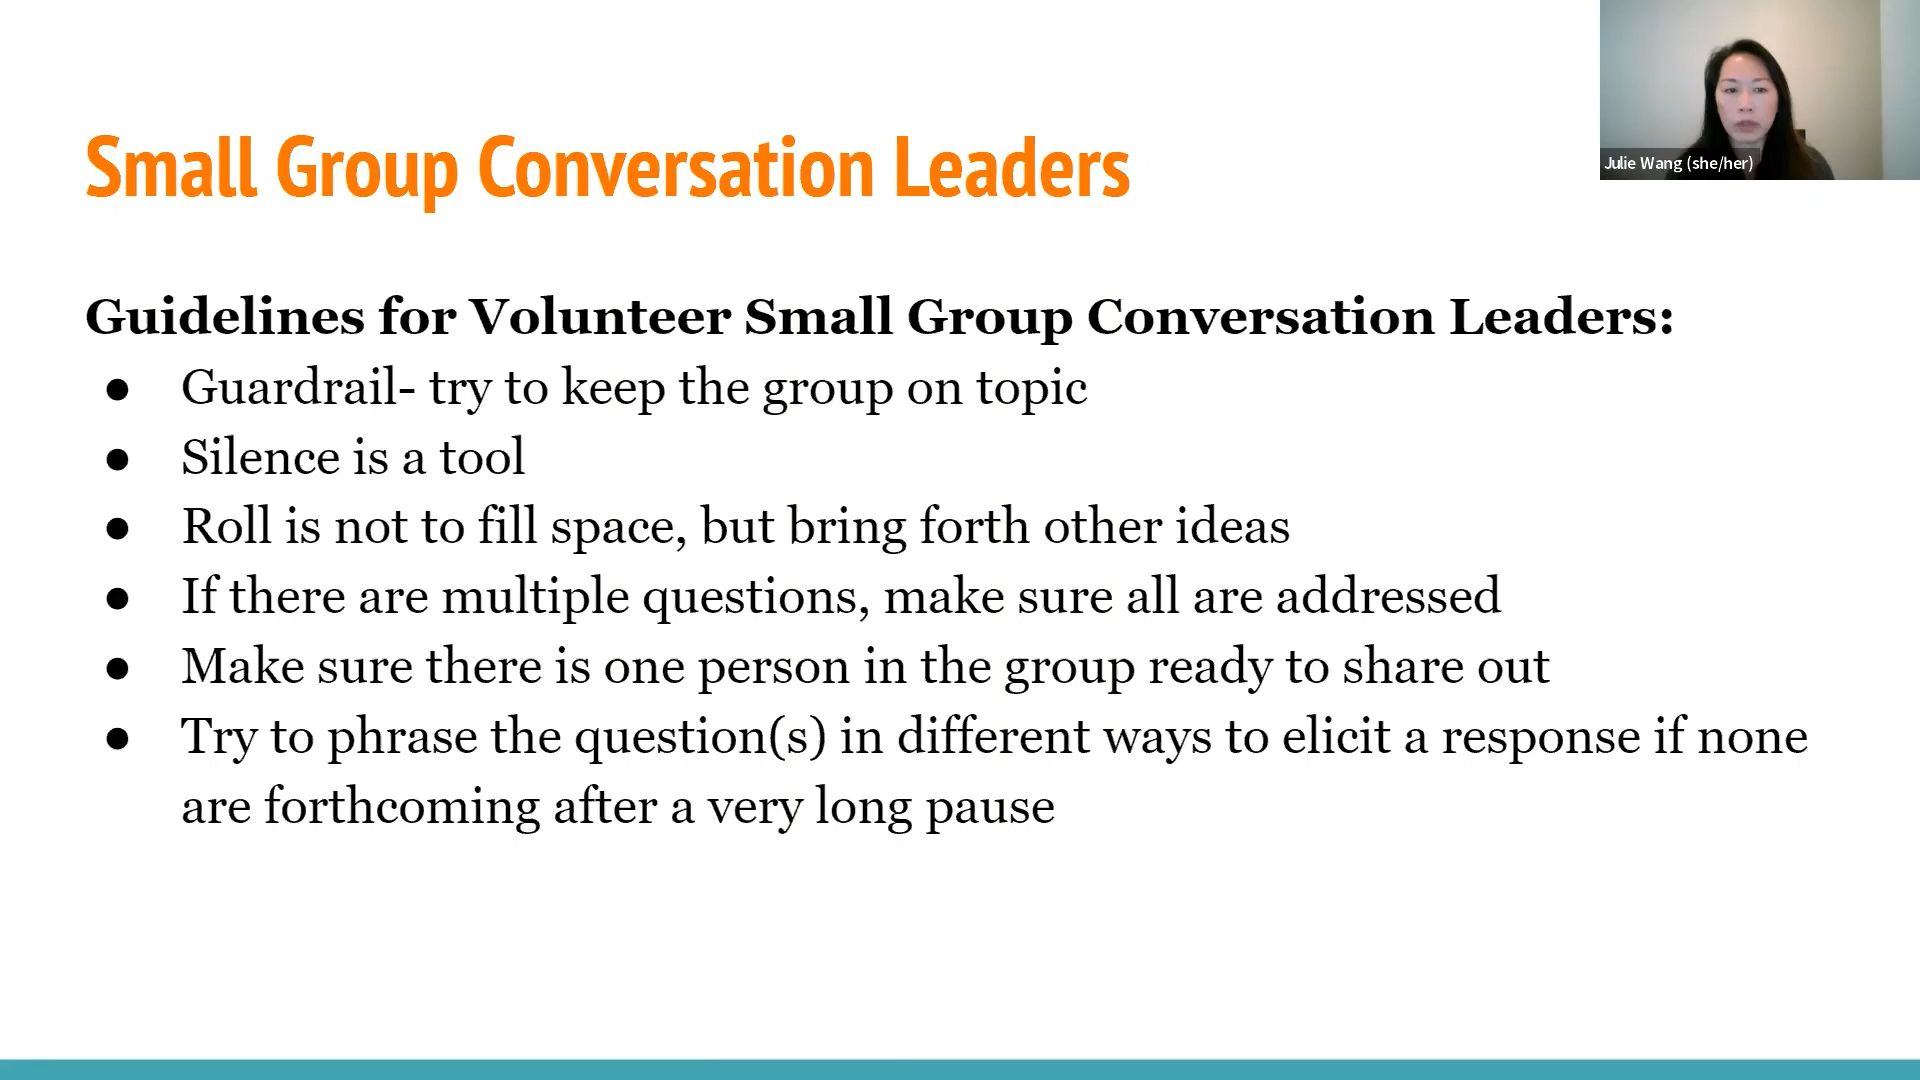 Julie Wang (she/her)
Small Group Conversation Leaders
Guidelines for Volunteer Small Group Conversation Leaders:
● Guardrail- try to keep the group on topic
● Silence is a tool
● Roll is not to fill space, but bring forth other ideas
● If there are multiple questions, make sure all are addressed
● Make sure there is one person in the group ready to share out
● Try to phrase the question(s) in different ways to elicit a response if none
are forthcoming after a very long pause